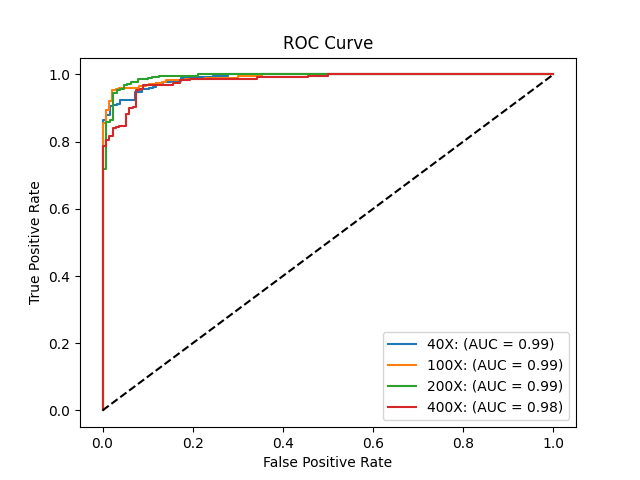 ROC Curve
True Positive Rate
1.0
0.8
0.6
0.4
0.2
0.0
40X: (AUC = 0.99)
100X: (AUC = 0.99)
200X: (AUC = 0.99)
400X: (AUC = 0.98)
0.0 0.2 0.4 0.6 0.8 1.0
False Positive Rate